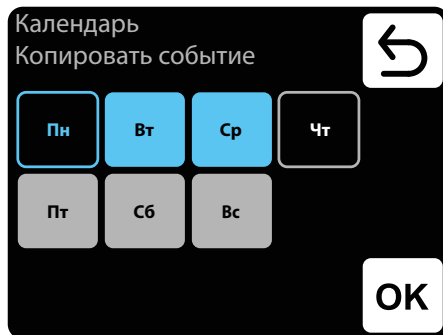 Календарь
Копировать событие
Пн Вт Ср Чт
Пт Сб Вс
OK